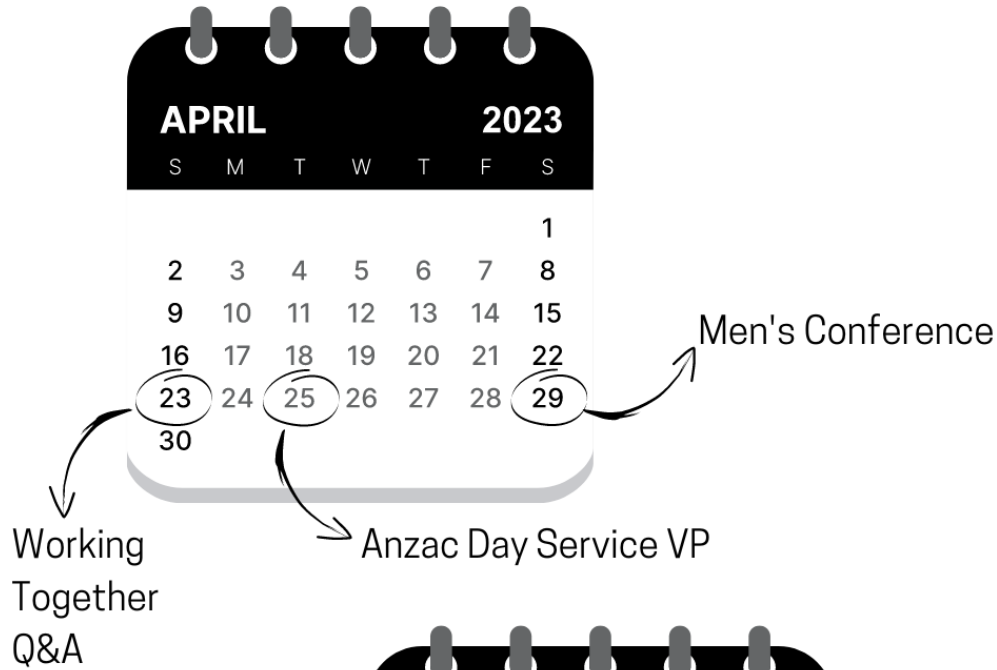 APRIL 2023
S M T W T F S
1
2 3 4 5 6 7 8
9 10 11 12 13 14 15
16 17 18 19 20 21 22
23 24 25 26 27 28 29
30
Men's Conference
Working
Together
Q&A
Anzac Day Service VP